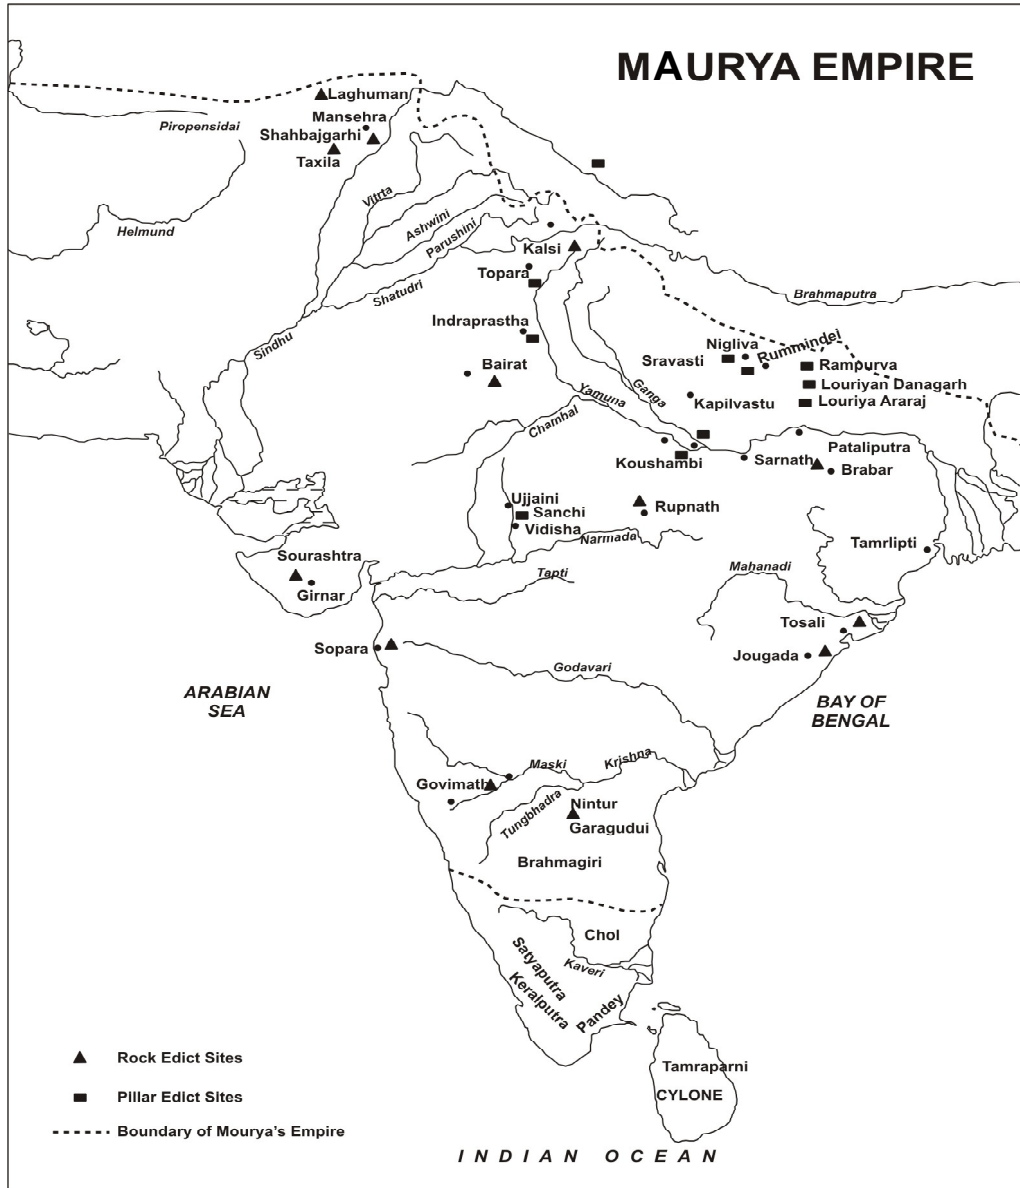 MAURYA EMPIRE
Laghuman
Mansehra
Piropensidai
Shahbajgarhi
Taxila
Vitrta
Ashwini
Helmund
Parushini
Kalsi
Topara
Shatudri
Brahmaputra
Indraprastha
Sindhu
Nigliva
Rummindei
Sravasti
Bairat
Rampurva
Louriyan Danagarh
Ganga
Yamuna
Kapilvastu
Louriya Araraj
Chamhal
Pataliputra
Koushambi
Sarnath
Brabar
Ujjaini
Sanchi
Rupnath
Vidisha
Narmada
Tamrlipti
Sourashtra
Tapti
Mahanadi
Girnar
Tosali
Sopara
Jougada
Godavari
ARABIAN
SEA
BAY OF
BENGAL
Krishna
Maski
Govimath
Tungbhadra
Nintur
Garagudui
Brahmagiri
Chol
Satyaputra
Kaveri
Keralputra
Pandey
Rock Edict Sites
Tamraparni
Pillar Edict Sites
CYLONE
Boundary of Mourya's Empire
INDIAN OCEAN